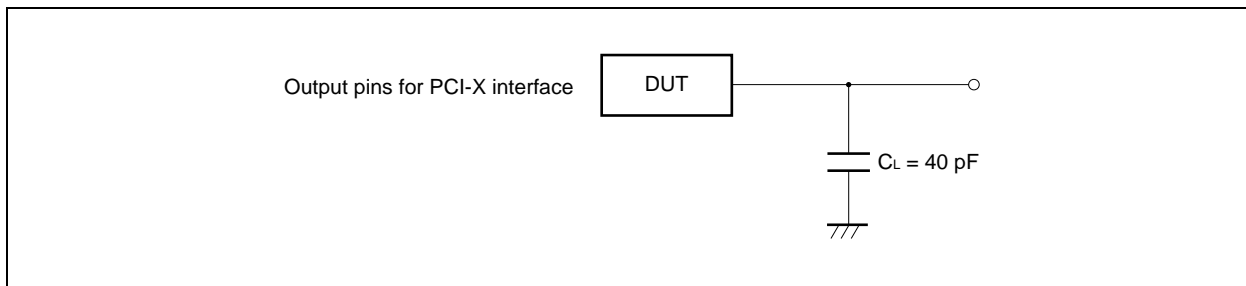 Output pins for PCI-X interface
DUT
CL = 40 pF